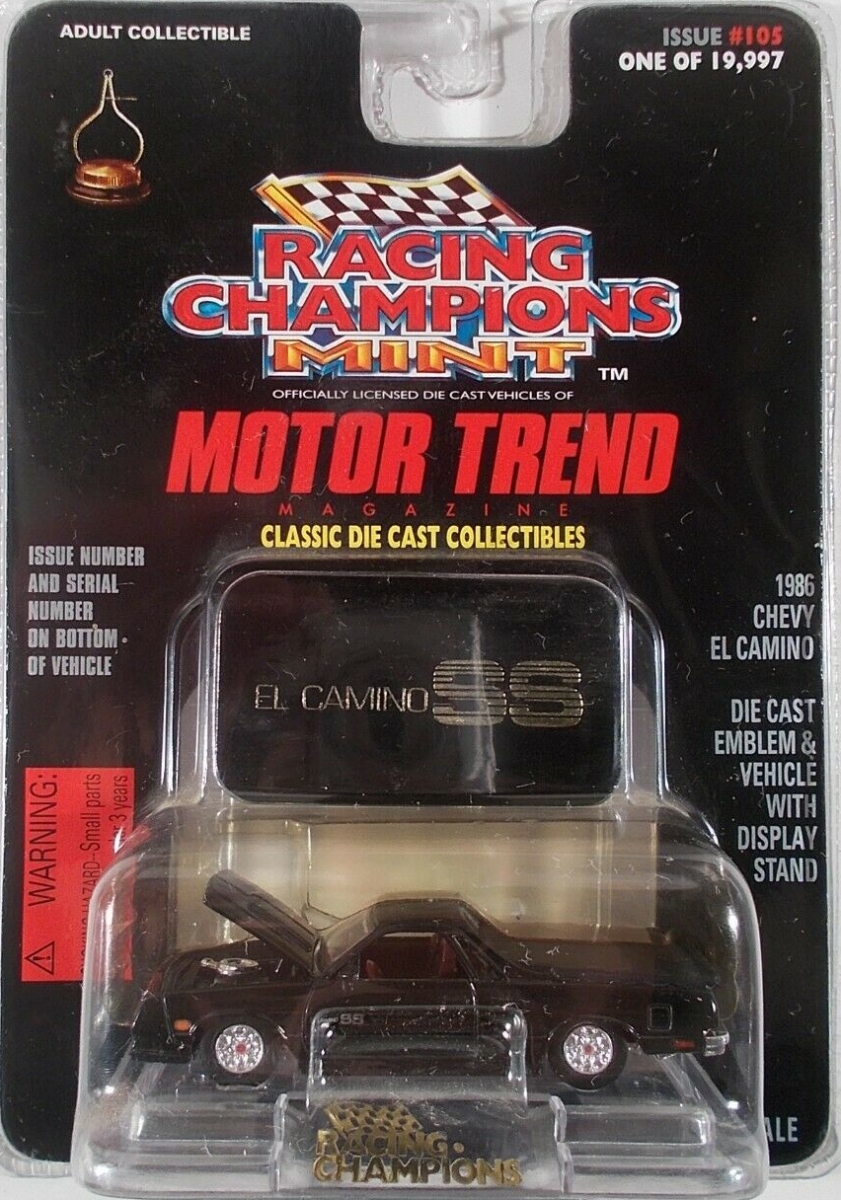 ADULT COLLECTIBLE
ISSUE #105
ONE OF 19,997
RACING
CHAMPIONS
MINT TM
OFFICIALLY LICENSED DIE CAST VEHICLES OF
MOTOR TREND
MAGAZINE
CLASSIC DIE CAST COLLECTIBLES
ISSUE NUMBER
AND SERIAL
NUMBER
ON BOTTOM
OF VEHICLE
1986
CHEVY
EL CAMINO
DIE CAST
EMBLEM &
VEHICLE
WITH
DISPLAY
STAND
EL CAMINO SS
WARNING:
HAZARD-Small parts
3 years
SS
RACING
CHAMPIONS